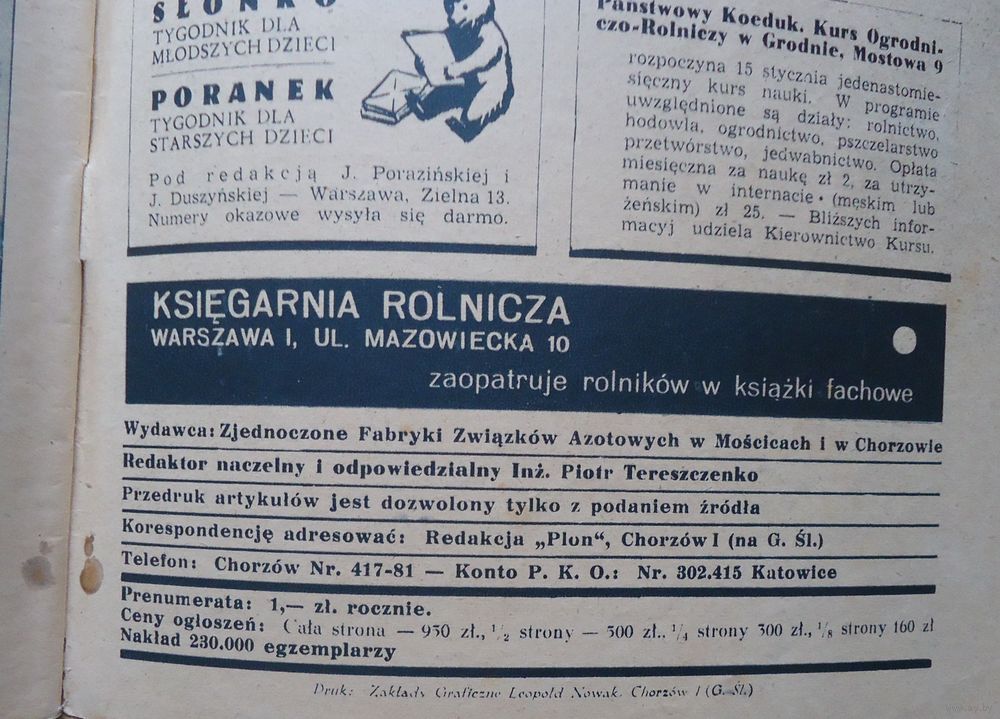 SŁONKO
TYGODNIK DLA
MŁODSZYCH DZIECI
PORANEK
TYGODNIK DLA
STARSZYCH DZIECI
Pod redakcją J. Porazińskiej i
J. Duszyńskiej — Warszawa, Zielna 13.
Numery okazowe wysyła się darmo.
Państwowy Koeduk. Kurs Ogrodni-
czo-Rolniczy w Grodnie, Mostowa 9
rozpoczyna 15 stycznia jedenastomie-
sięczny kurs nauki. W programie
uwzględnione są działy: rolnictwo,
hodowla, ogrodnictwo, pszczelarstwo
przetwórstwo, jedwabnictwo. Opłata
miesięczna za naukę zł 2, za utrzy-
manie w internacie (męskim lub
żeńskim) zł 25. — Bliższych infor-
macyj udziela Kierownictwo Kursu.
KSIĘGARNIA ROLNICZA
WARSZAWA I, UL. MAZOWIECKA 10
zaopatruje rolników w książki fachowe
Wydawca: Zjednoczone Fabryki Związków Azotowych w Mościcach i w Chorzowie
Redaktor naczelny i odpowiedzialny Inż. Piotr Tereszczenko
Przedruk artykułów jest dozwolony tylko z podaniem źródła
Korespondencję adresować: Redakcja „Plon“, Chorzów I (na G. Śl.)
Telefon: Chorzów Nr. 417-81 — Konto P. K. O.: Nr. 302.415 Katowice
Prenumerata: 1,— zł. rocznie.
Ceny ogłoszeń: Cała strona — 950 zł., ½ strony — 500 zł., ¼ strony 300 zł., ⅛ strony 160 zł
Nakład 230.000 egzemplarzy
Druk: Zakłady Graficzne Leopold Nowak, Chorzów I (G. Śl.)
www.ay.by